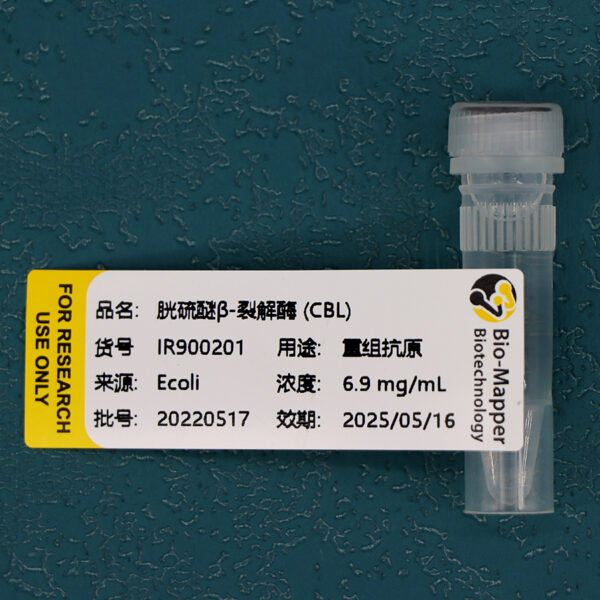 FOR RESEARCH
USE ONLY
品名: 胱硫醚β-裂解酶 (CBL)
货号 IR900201 用途: 重组抗原
来源: Ecoli 浓度: 6.9 mg/mL
批号: 20220517 效期: 2025/05/16
Bio-Mapper
Biotechnology